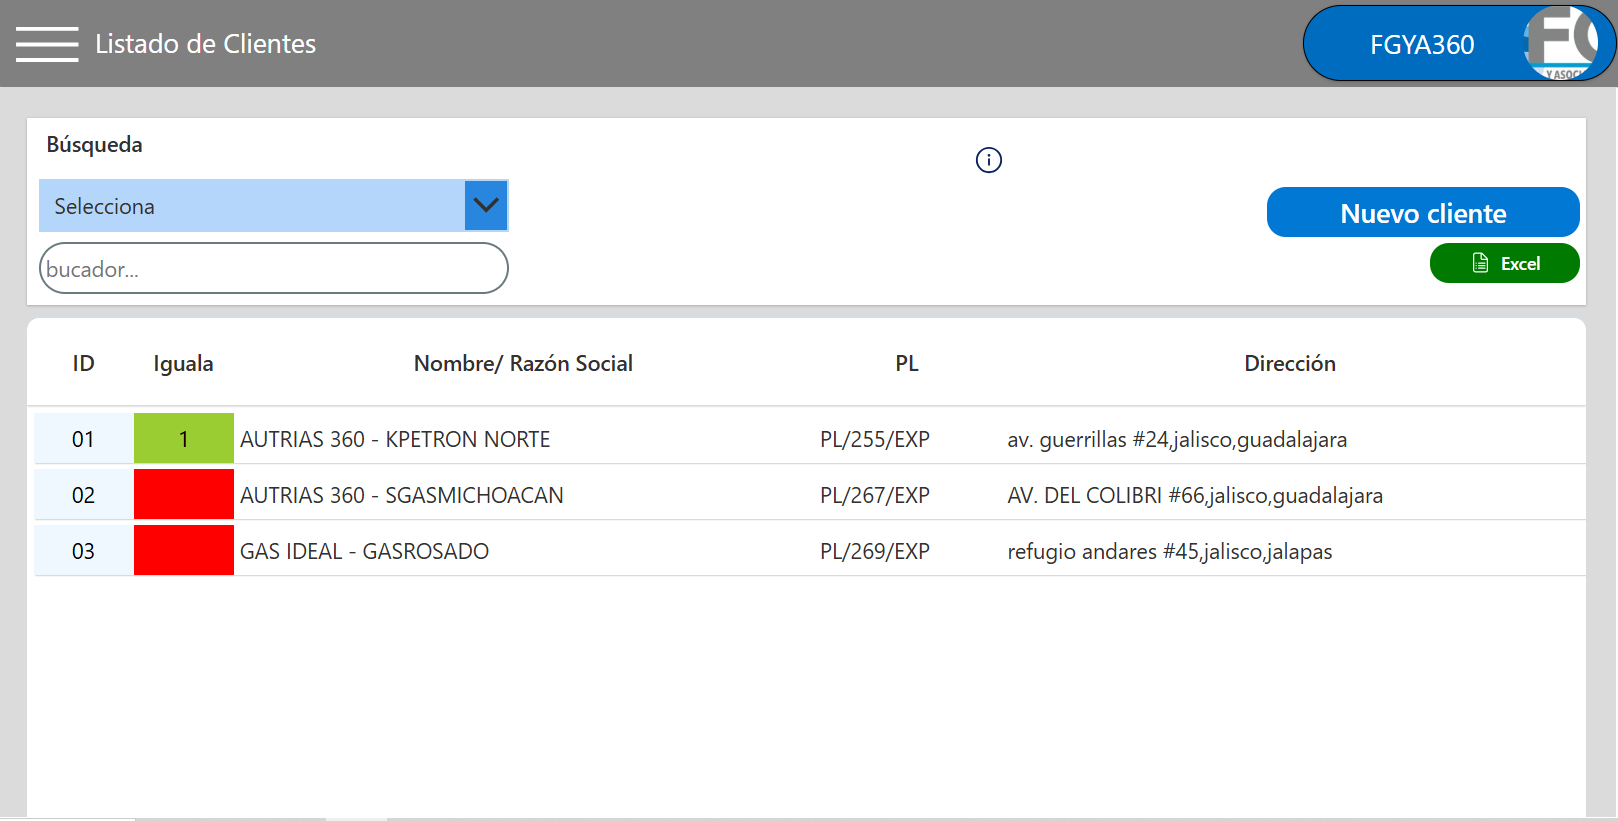 Listado de Clientes
FGYA360
Y ASOCI
Búsqueda
Selecciona
Nuevo cliente
bucador...
Excel
ID Iguala Nombre/ Razón Social PL Dirección
01 1 AUTRIAS 360 - KPETRON NORTE PL/255/EXP av. guerrillas #24,jalisco,guadalajara
02 AUTRIAS 360 - SGASMICHOACAN PL/267/EXP AV. DEL COLIBRI #66,jalisco,guadalajara
03 GAS IDEAL - GASROSADO PL/269/EXP refugio andares #45,jalisco,jalapas